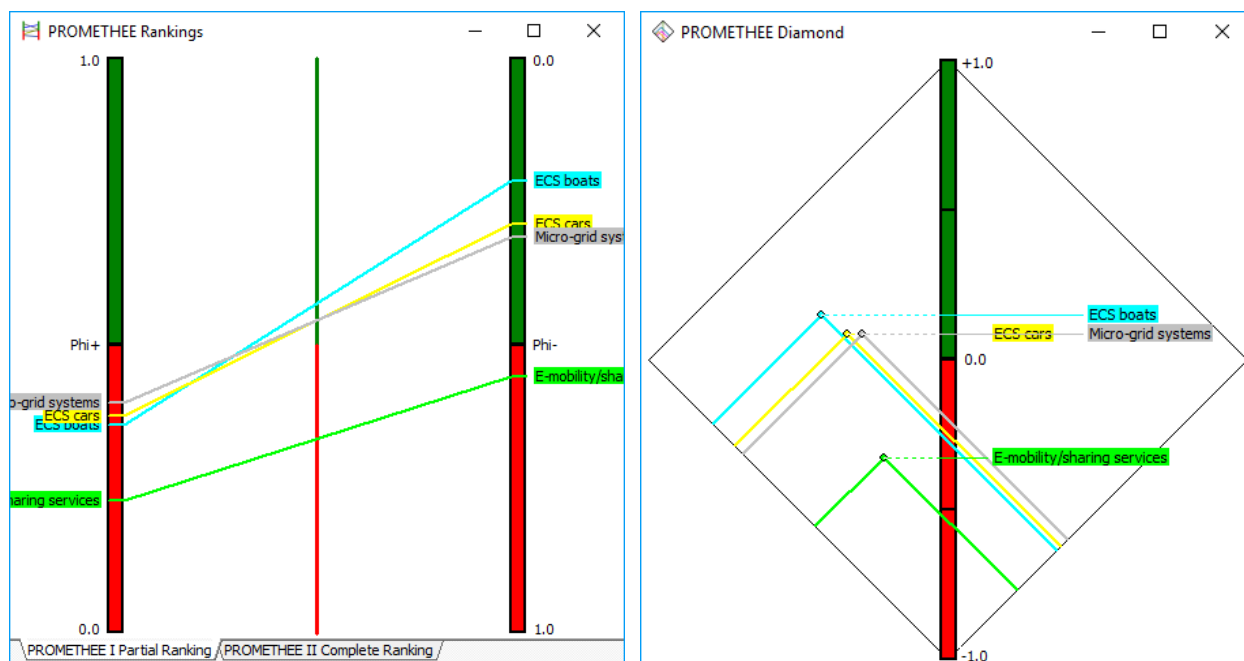 PROMETHEE Rankings
1.0
0.0
ECS boats
ECS cars
Micro-grid syst
Phi+
Phi-
E-mobility/sha
cro-grid systems
ECS cars
ECS boats
haring services
0.0
1.0
PROMETHEE I Partial Ranking
PROMETHEE II Complete Ranking
PROMETHEE Diamond
+1.0
ECS boats
ECS cars
Micro-grid systems
0.0
E-mobility/sharing services
-1.0